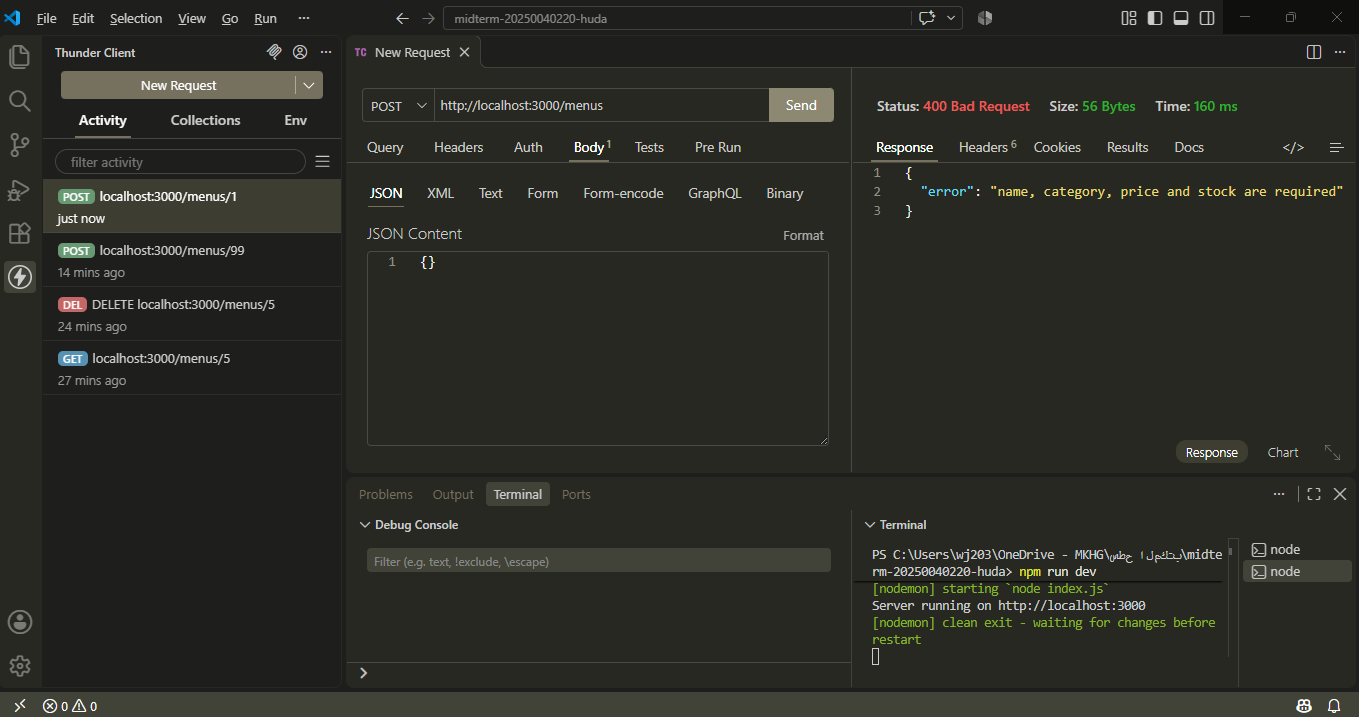 File Edit Selection View Go Run ···
midterm-20250040220-huda
Thunder Client
New Request
Activity Collections Env
filter activity
POST localhost:3000/menus/1
just now
POST localhost:3000/menus/99
14 mins ago
DEL DELETE localhost:3000/menus/5
24 mins ago
GET localhost:3000/menus/5
27 mins ago
TC New Request
POST http://localhost:3000/menus Send
Query Headers Auth Body 1 Tests Pre Run
JSON XML Text Form Form-encode GraphQL Binary
JSON Content Format
1 {}
Status: 400 Bad Request Size: 56 Bytes Time: 160 ms
Response Headers 6 Cookies Results Docs </>
1 {
2 "error": "name, category, price and stock are required"
3 }
Response Chart
Problems Output Terminal Ports
Debug Console
Filter (e.g. text, !exclude, \escape)
Terminal
PS C:\Users\wj203\OneDrive - MKHG\سطح المكتب\midte
rm-20250040220-huda> npm run dev
[nodemon] starting `node index.js`
Server running on http://localhost:3000
[nodemon] clean exit - waiting for changes before
restart
node
node
0 0